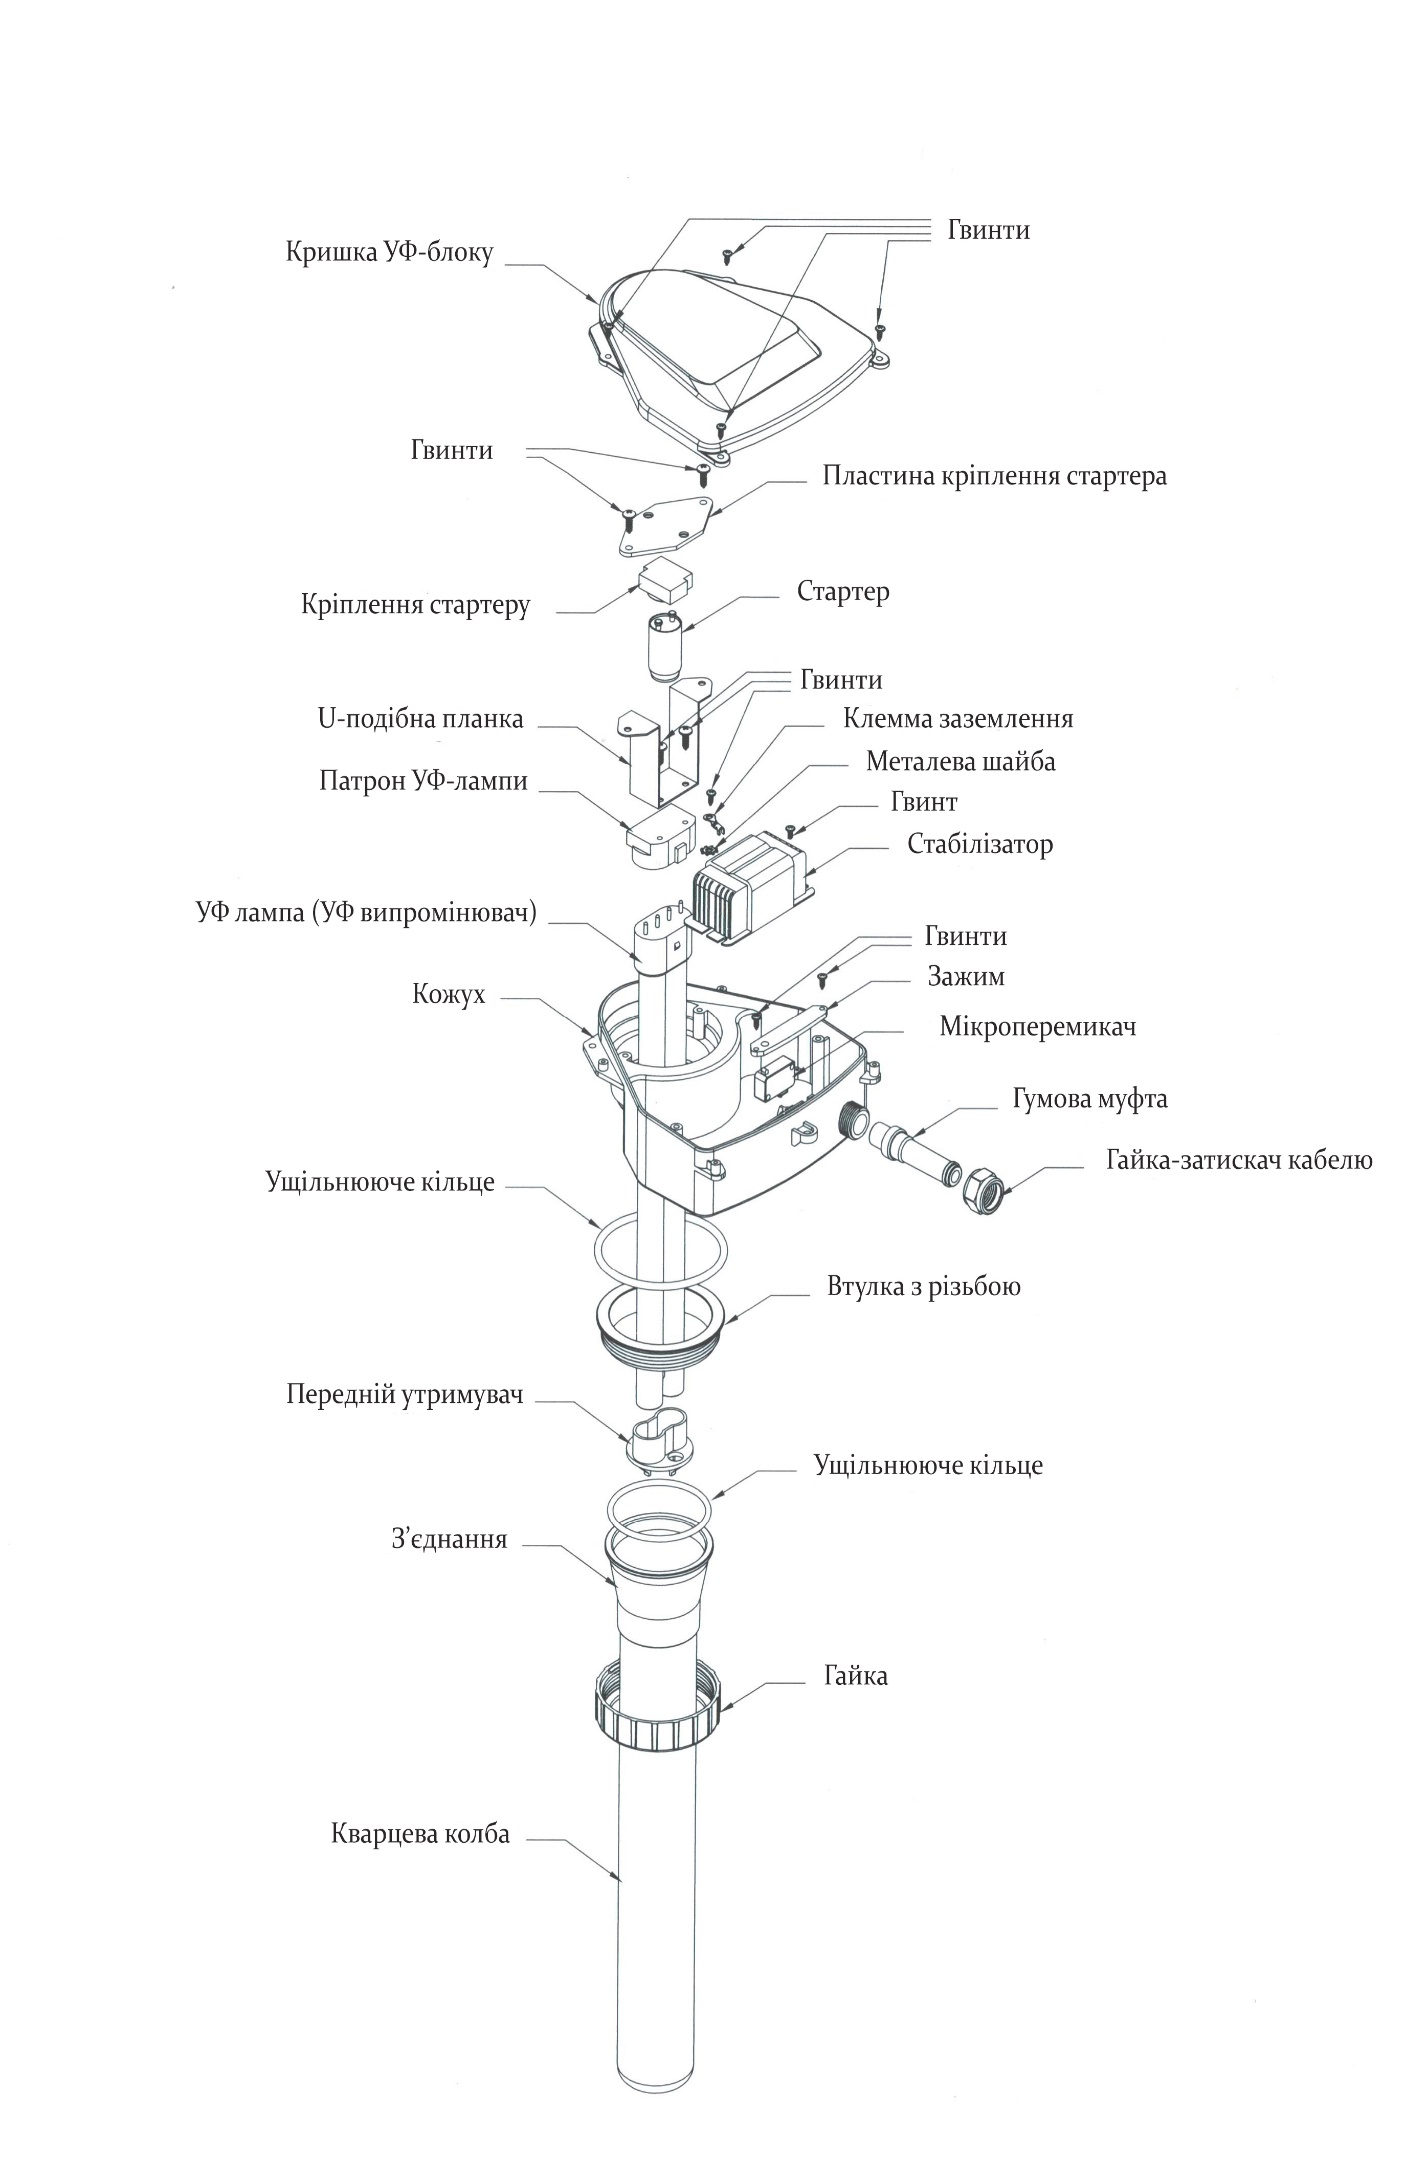 Гвинти
Кришка УФ-блоку
Гвинти
Пластина кріплення стартера
Стартер
Кріплення стартеру
Гвинти
U-подібна планка
Клемма заземлення
Металева шайба
Патрон УФ-лампи
Гвинт
Стабілізатор
УФ лампа (УФ випромінювач)
Гвинти
Зажим
Кожух
Мікроперемикач
Гумова муфта
Гайка-затискач кабелю
Ущільнююче кільце
Втулка з різьбою
Передній утримувач
Ущільнююче кільце
З’єднання
Гайка
Кварцева колба